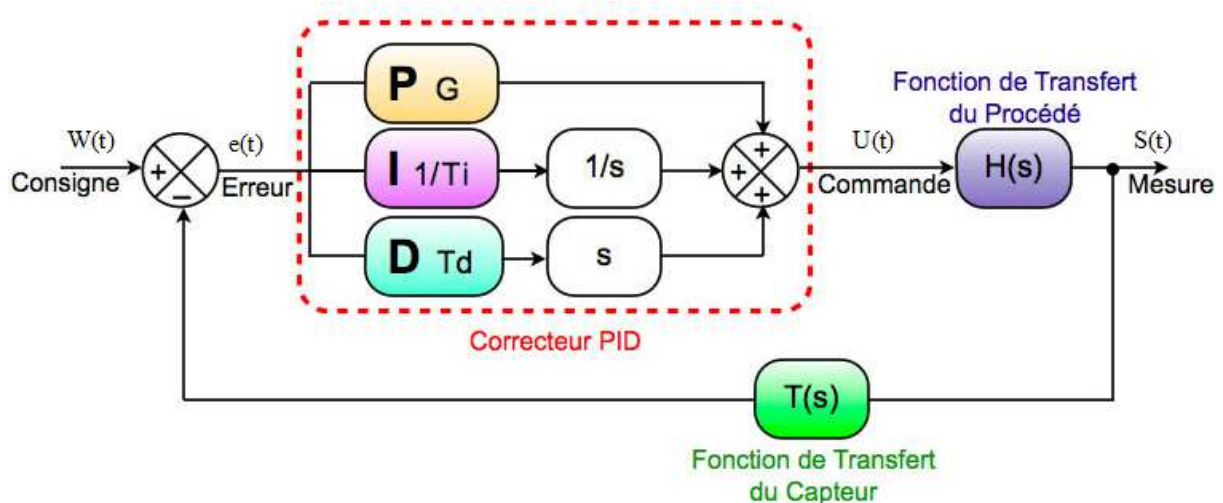 W(t)
Consigne
+
−
e(t)
Erreur
P G
I 1/Ti
1/s
D Td
s
+
+
+
Correcteur PID
U(t)
Commande
Fonction de Transfert
du Procédé
H(s)
S(t)
Mesure
T(s)
Fonction de Transfert
du Capteur